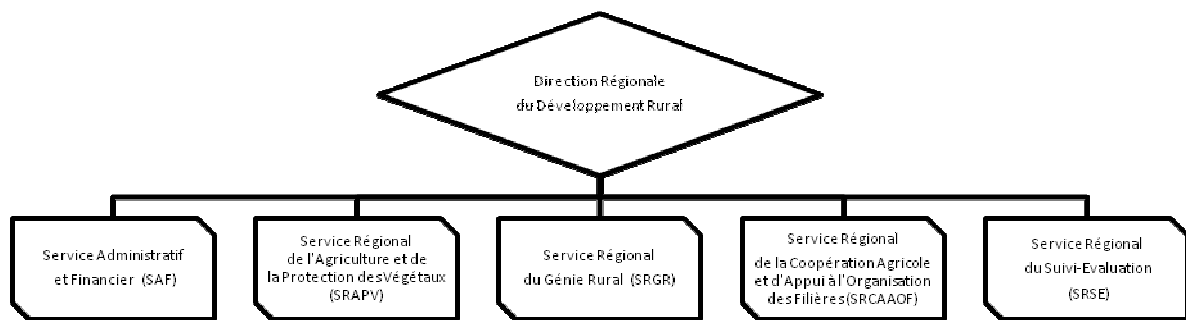 Direction Régionale
du Développement Rural
Service Administratif
et Financier (SAF)
Service Régional
de l'Agriculture et de
la Protection des Végétaux
(SRAPV)
Service Régional
du Génie Rural (SRGR)
Service Régional
de la Coopération Agricole
et d'Appui à l'Organisation
des Filières (SRCAAOF)
Service Régional
du Suivi-Evaluation
(SRSE)